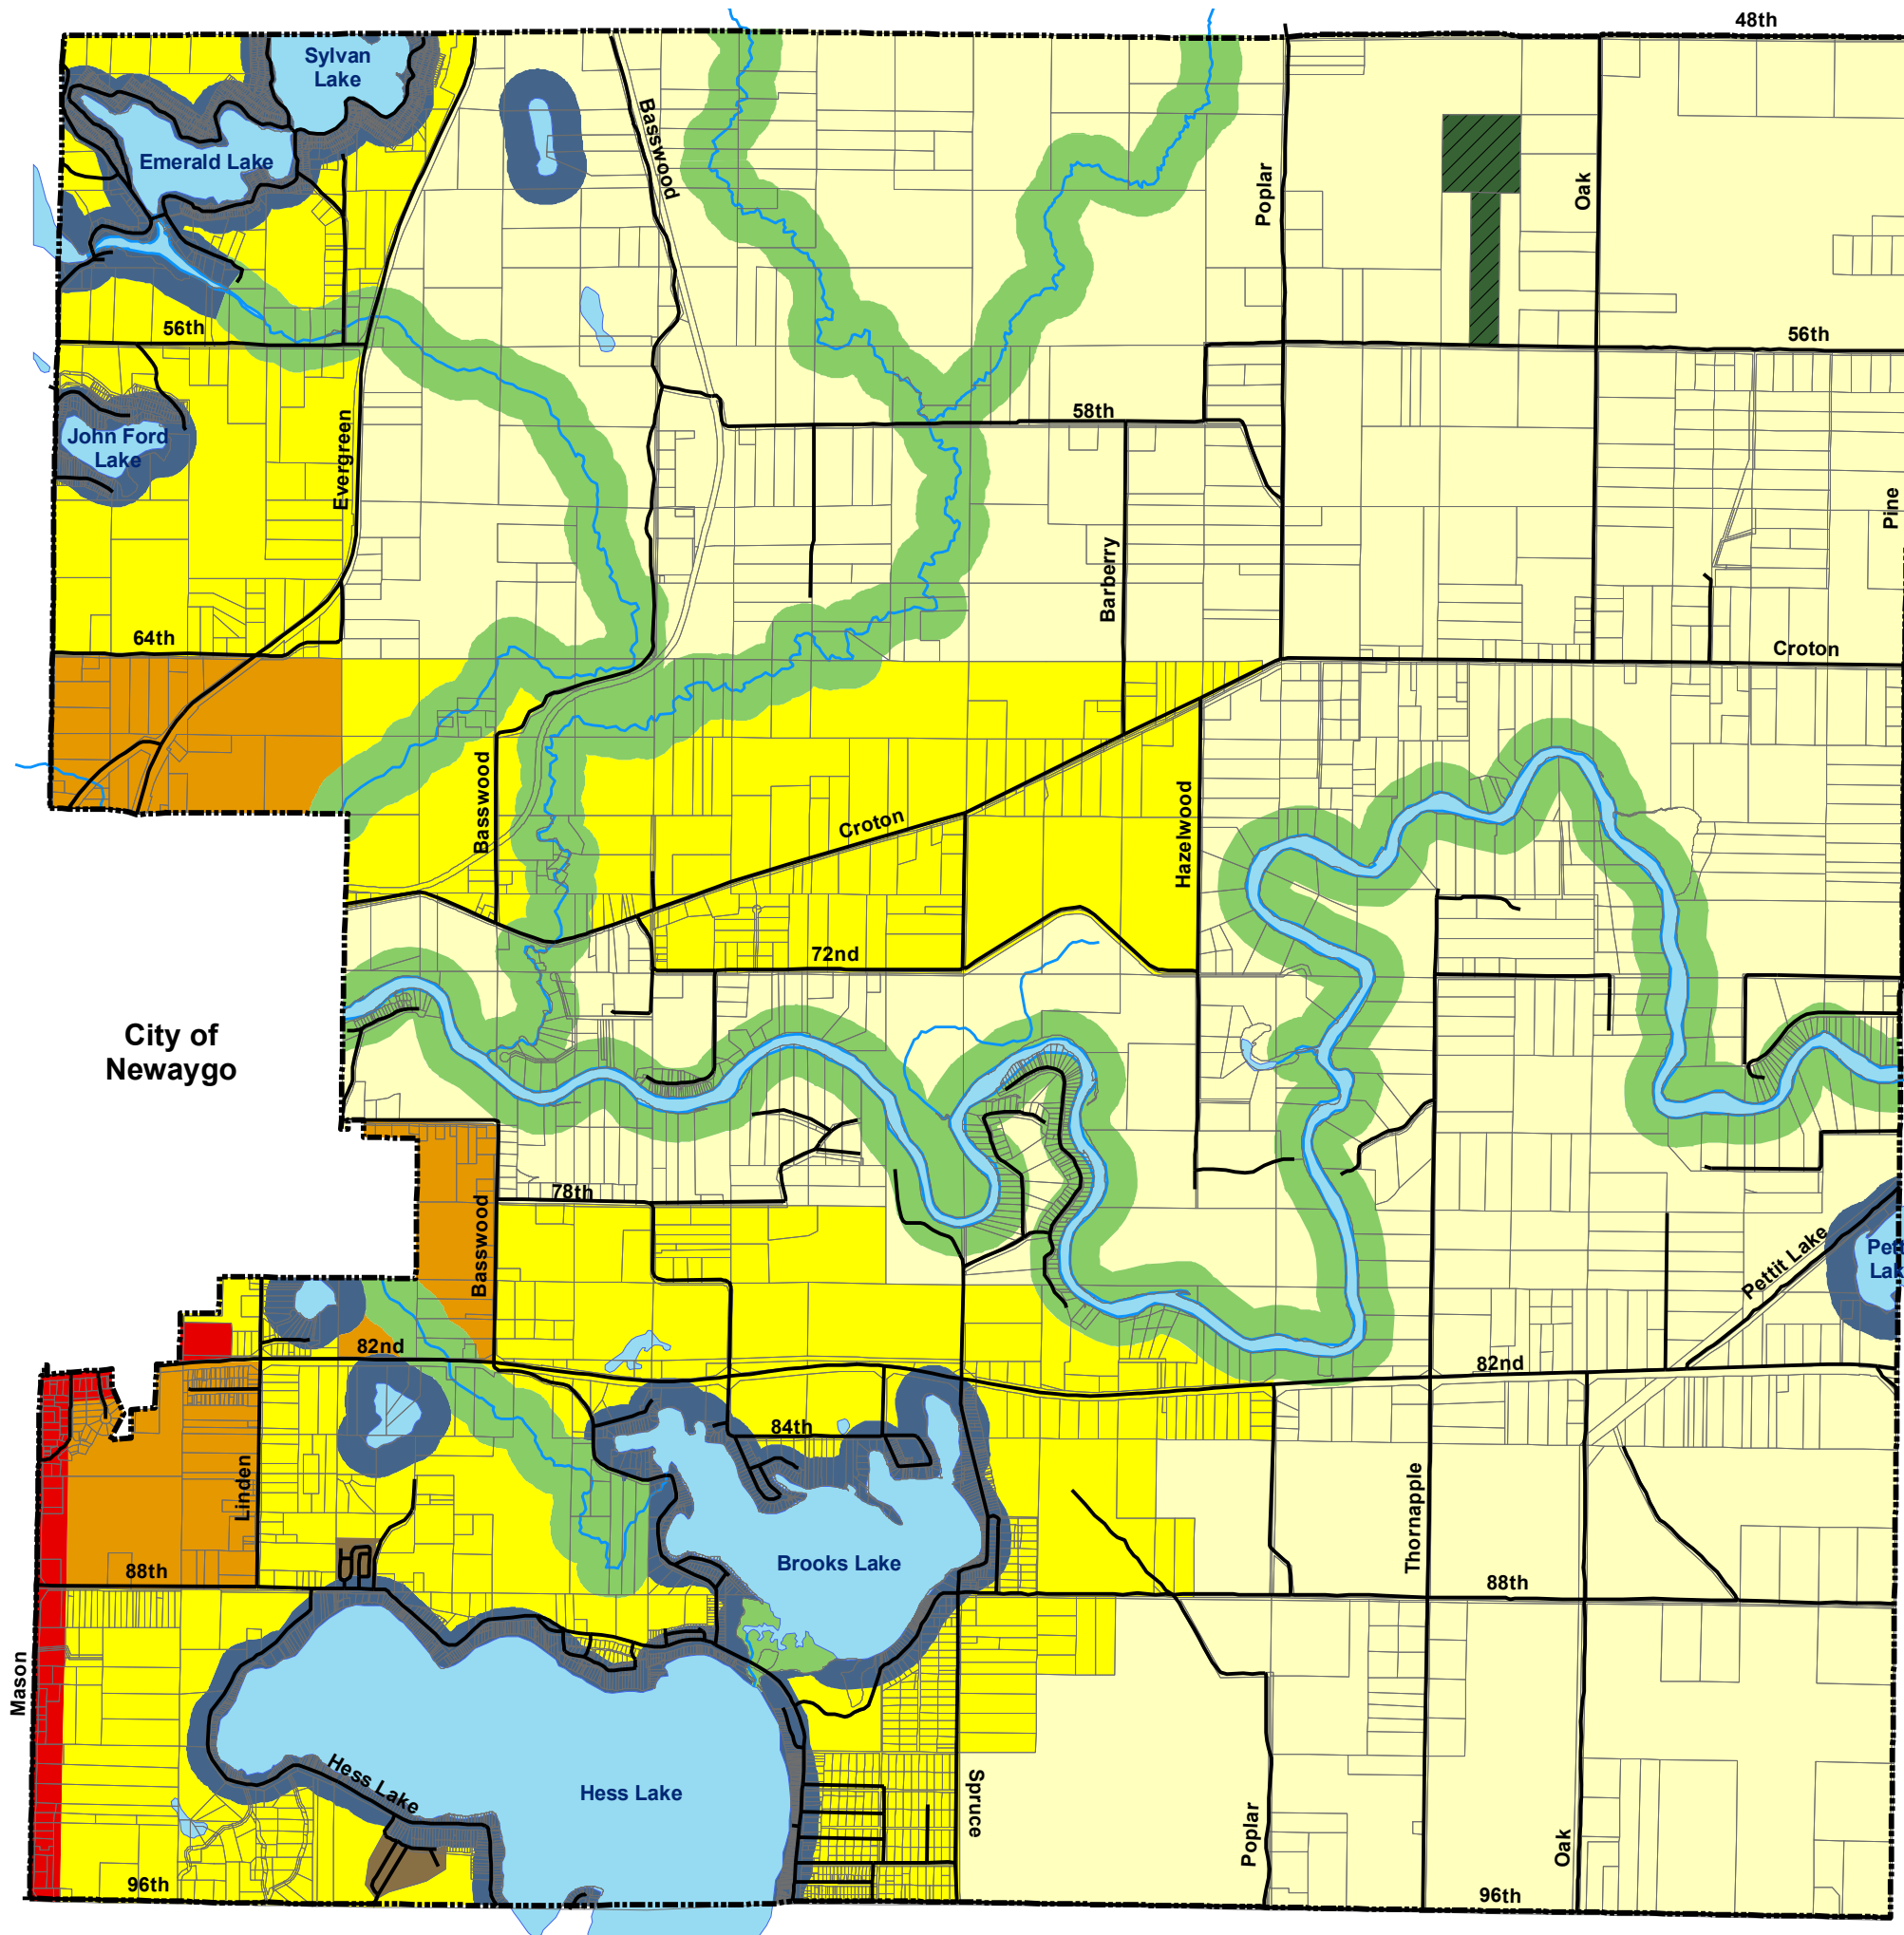 48th
Sylvan
Lake
Basswood
Emerald Lake
Poplar
Oak
56th
56th
58th
John Ford
Lake
Evergreen
Pine
Barberry
64th
Croton
Basswood
Croton
Hazelwood
72nd
City of
Newaygo
78th
Basswood
Pettit Lake
82nd
82nd
84th
Linden
Thornapple
Brooks Lake
88th
88th
Mason
Hess Lake
Hess Lake
Spruce
Poplar
Oak
96th
96th